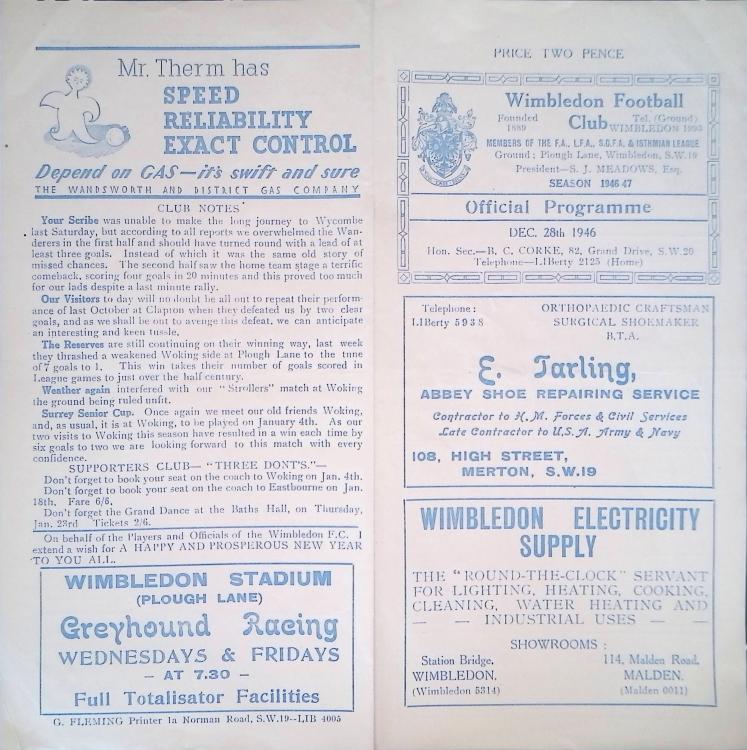 Mr. Therm has
SPEED
RELIABILITY
EXACT CONTROL
Depend on GAS—it's swift and sure
THE WANDSWORTH AND DISTRICT GAS COMPANY
CLUB NOTES
Your Scribe was unable to make the long journey to Wycombe
last Saturday, but according to all reports we overwhelmed the Wan-
derers in the first half and should have turned round with a lead of at
least three goals. Instead of which it was the same old story of
missed chances. The second half saw the home team stage a terrific
comeback, scoring four goals in 20 minutes and this proved too much
for our lads despite a last minute rally.
Our Visitors to day will no doubt be all out to repeat their perform-
ance of last October at Clapton when they defeated us by two clear
goals, and as we shall be out to avenge this defeat, we can anticipate
an interesting and keen tussle.
The Reserves are still continuing on their winning way, last week
they thrashed a weakened Woking side at Plough Lane to the tune
of 7 goals to 1. This win takes their number of goals scored in
League games to just over the half century.
Weather again interfered with our "Strollers" match at Woking
the ground being ruled unfit.
Surrey Senior Cup. Once again we meet our old friends Woking,
and, as usual, it is at Woking, to be played on January 4th. As our
two visits to Woking this season have resulted in a win each time by
six goals to two we are looking forward to this match with every
confidence.
SUPPORTERS CLUB— "THREE DONT'S."—
Don't forget to book your seat on the coach to Woking on Jan. 4th.
Don't forget to book your seat on the coach to Eastbourne on Jan.
18th. Fare 6/6.
Don't forget the Grand Dance at the Baths Hall, on Thursday,
Jan. 23rd Tickets 2/6.
On behalf of the Players and Officials of the Wimbledon F.C. I
extend a wish for A HAPPY AND PROSPEROUS NEW YEAR
TO YOU ALL.
WIMBLEDON STADIUM
(PLOUGH LANE)
Greyhound Racing
WEDNESDAYS & FRIDAYS
– AT 7.30 –
Full Totalisator Facilities
G. FLEMING Printer 1a Norman Road, S.W.19--LIB 4005
PRICE TWO PENCE
Wimbledon Football
Founded Club Tel. (Ground)
1889 WIMBLEDON 1993
MEMBERS OF THE F.A., L.F.A., S.C.F.A. & ISTHMIAN LEAGUE
Ground: Plough Lane, Wimbledon, S.W.19
President—S. J. MEADOWS, Esq.
SEASON 1946 47
Official Programme
DEC. 28th 1946
Hon. Sec.—B. C. CORKE, 82, Grand Drive, S.W.20
Telephone—LIBerty 2125 (Home)
Telephone: ORTHOPAEDIC CRAFTSMAN
LIBerty 5938 SURGICAL SHOEMAKER
B.T.A.
E. Tarling,
ABBEY SHOE REPAIRING SERVICE
Contractor to H.M. Forces & Civil Services
Late Contractor to U.S.A. Army & Navy
108, HIGH STREET,
MERTON, S.W.19
WIMBLEDON ELECTRICITY
SUPPLY
THE "ROUND-THE-CLOCK" SERVANT
FOR LIGHTING, HEATING, COOKING,
CLEANING, WATER HEATING AND
— — INDUSTRIAL USES — —
SHOWROOMS:
Station Bridge, 114, Malden Road,
WIMBLEDON. MALDEN.
(Wimbledon 5314) (Malden 0011)